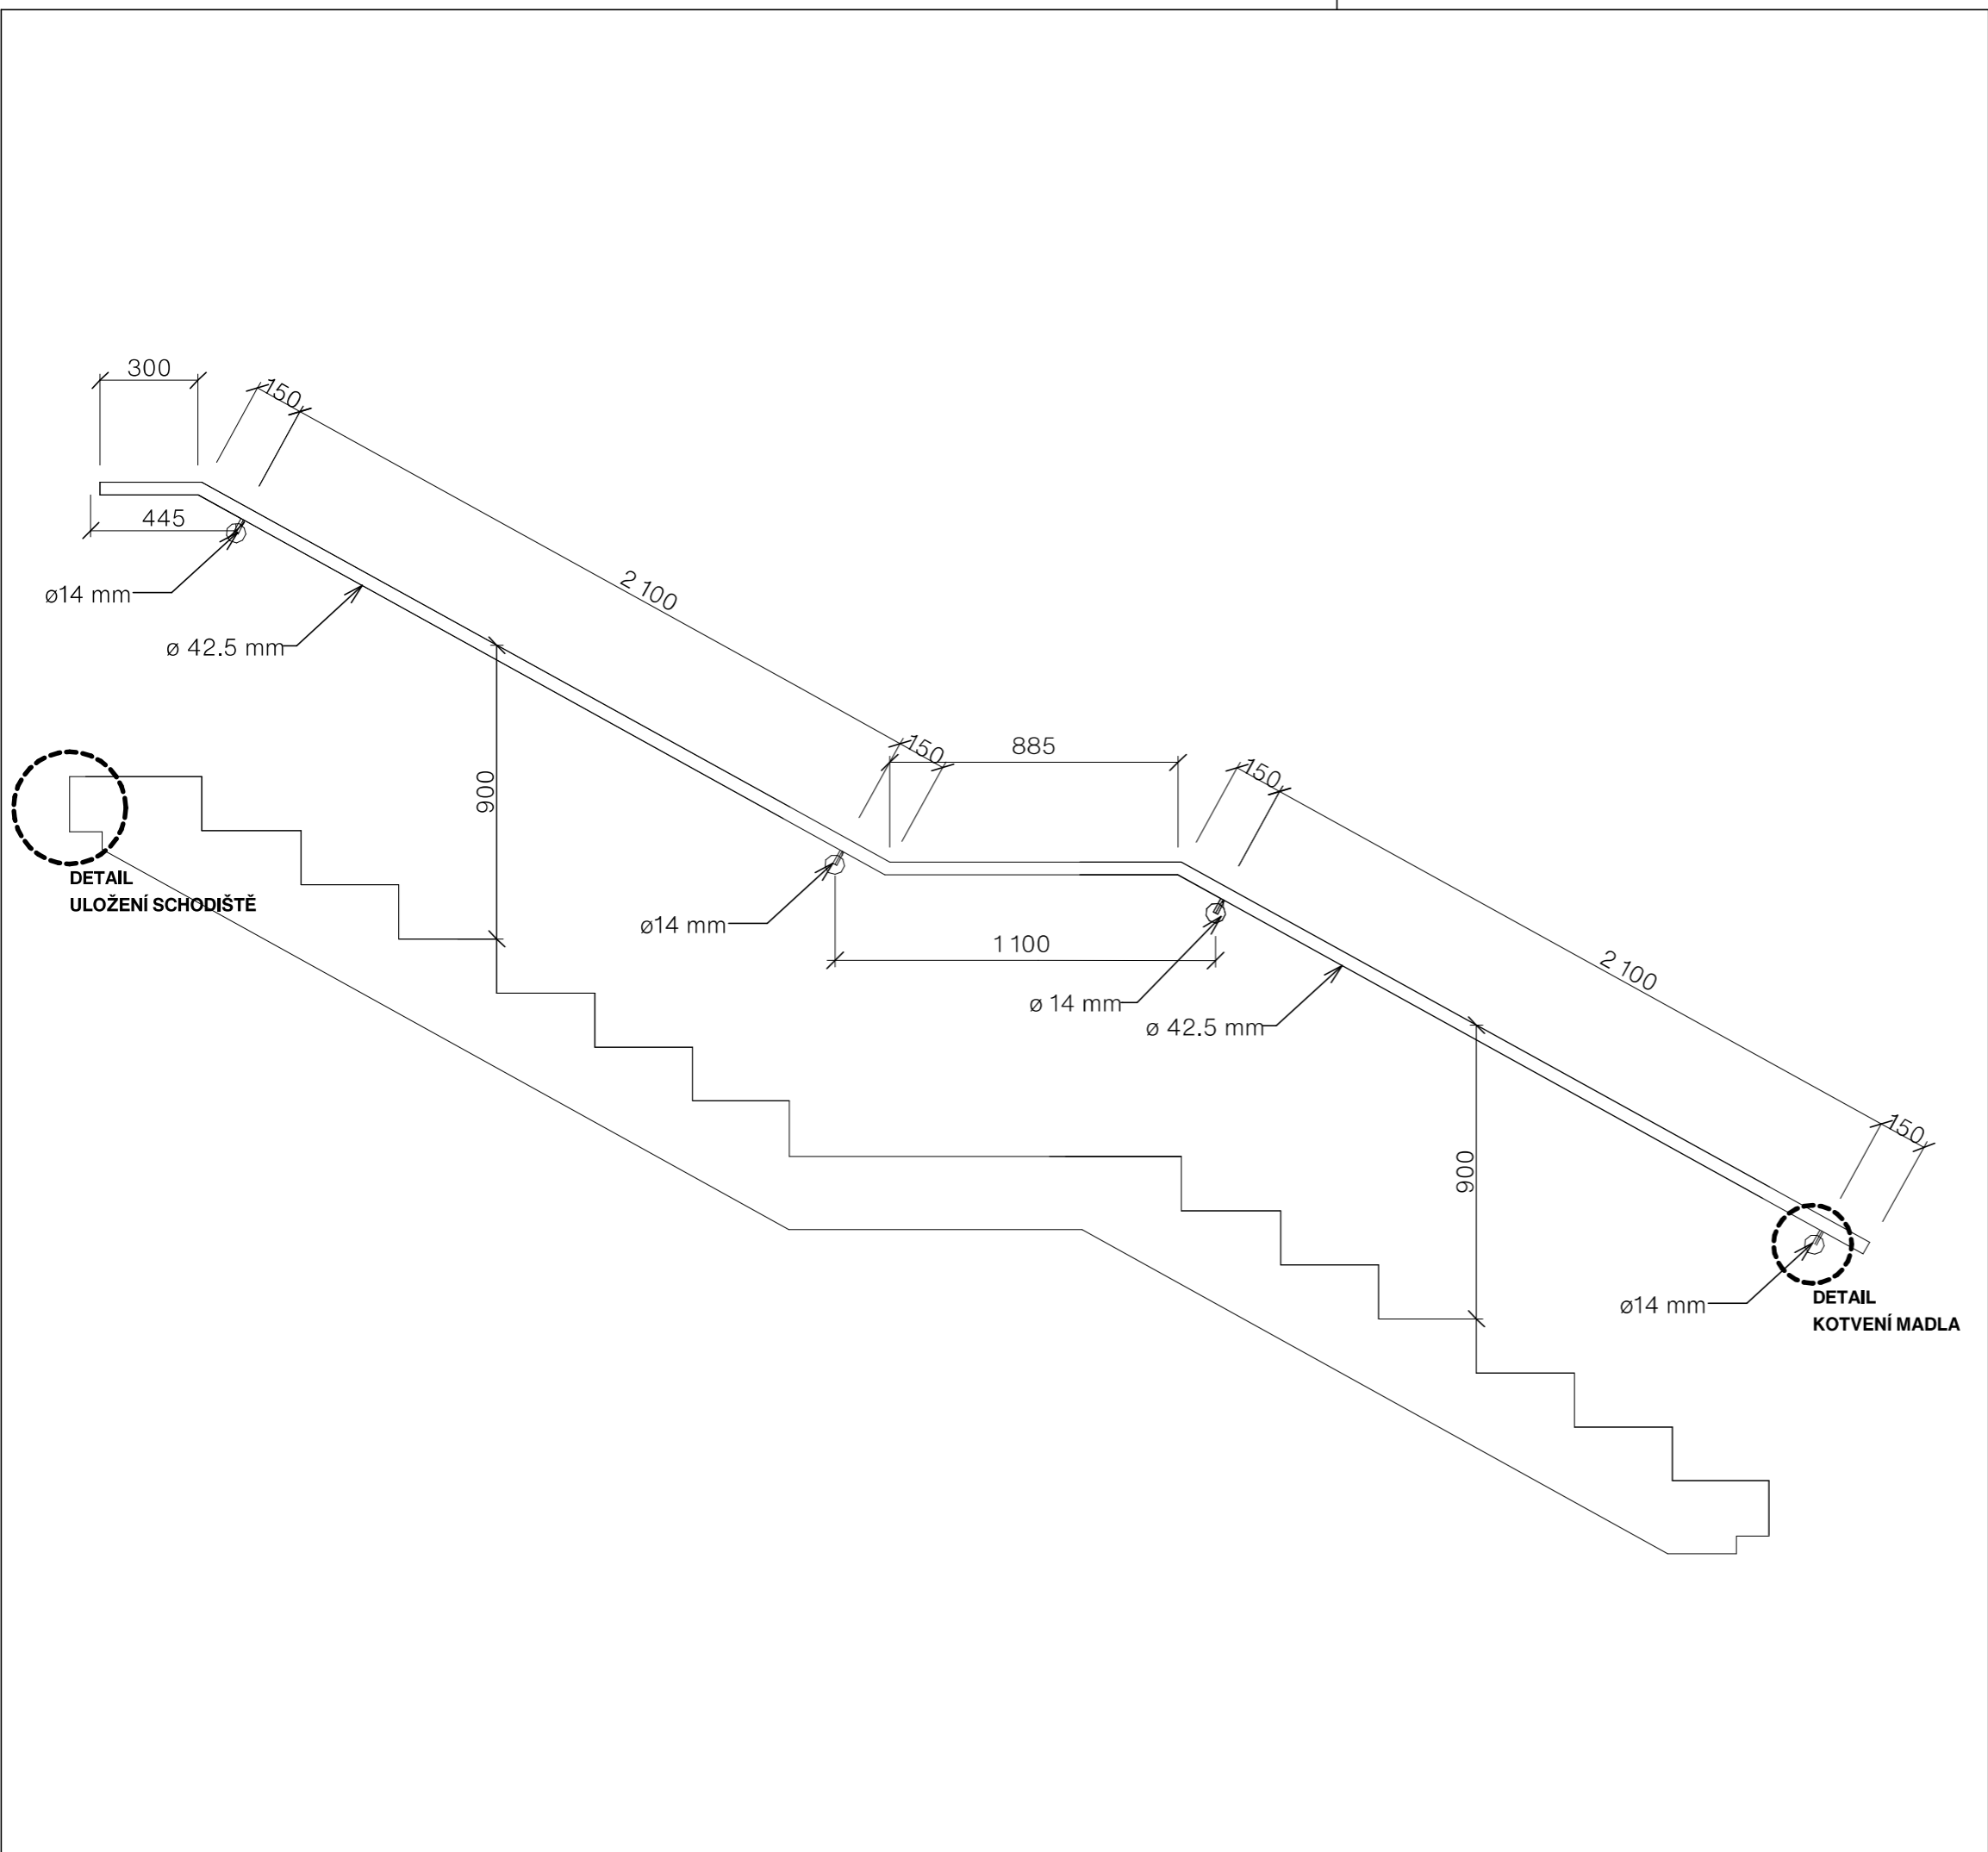 300
150
445
ø14 mm
ø 42.5 mm
2 100
900
150
885
150
DETAIL
ULOŽENÍ SCHODIŠTĚ
ø14 mm
1 100
2 100
ø 14 mm
ø 42.5 mm
900
150
ø14 mm
DETAIL
KOTVENÍ MADLA